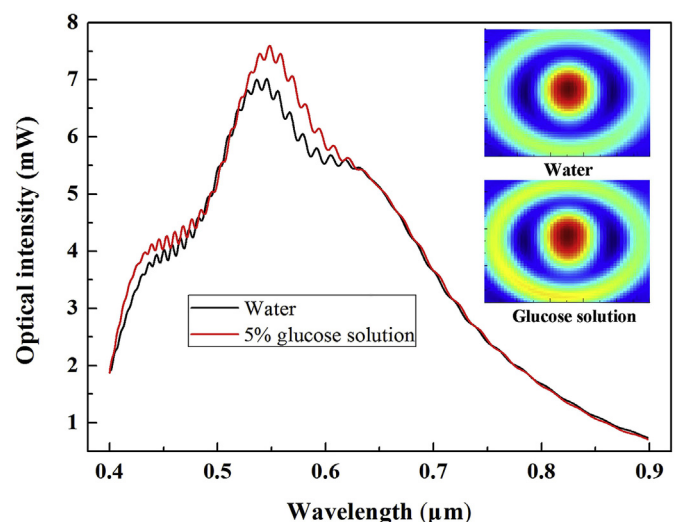 8
7
6
5
4
3
2
1
Optical intensity (mW)
Water
Glucose solution
Water
5% glucose solution
0.4 0.5 0.6 0.7 0.8 0.9
Wavelength (µm)